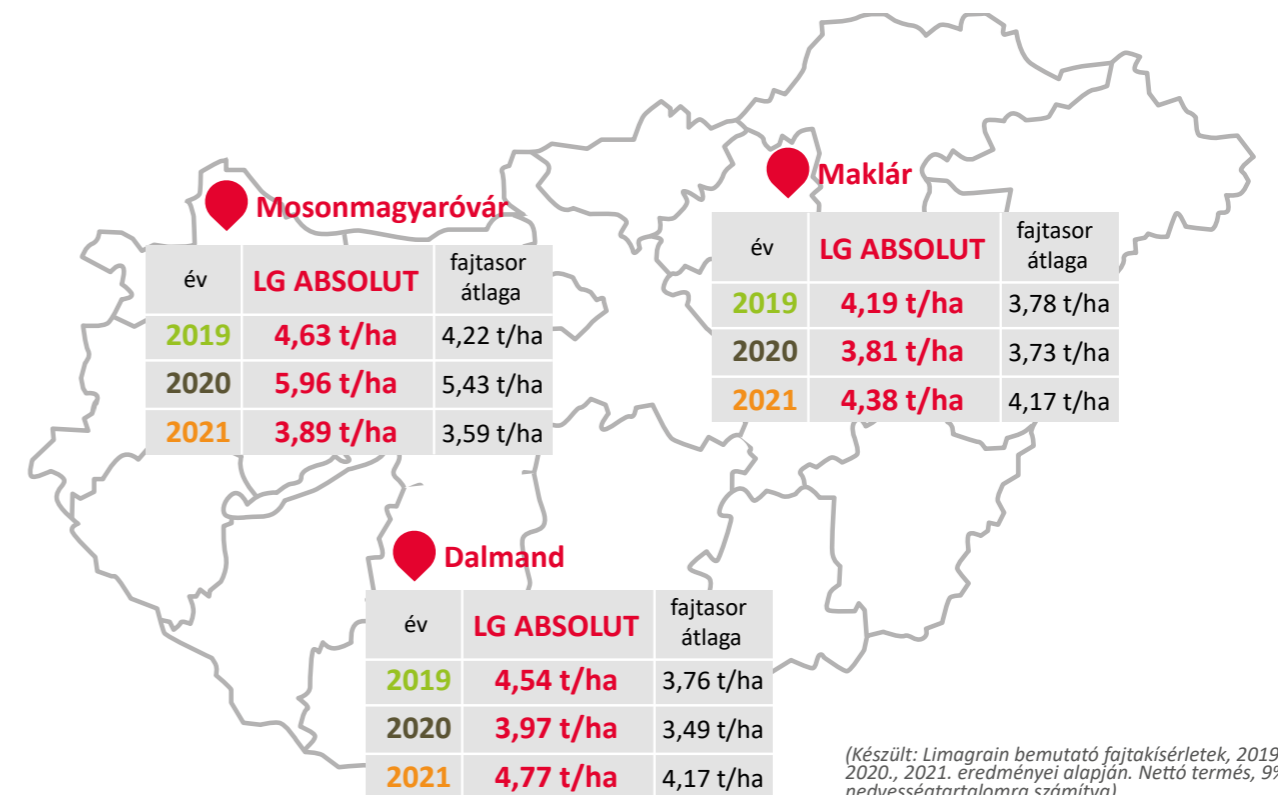 Mosonmagyaróvár
év LG ABSOLUT fajtasor átlaga
2019 4,63 t/ha 4,22 t/ha
2020 5,96 t/ha 5,43 t/ha
2021 3,89 t/ha 3,59 t/ha
Maklár
év LG ABSOLUT fajtasor átlaga
2019 4,19 t/ha 3,78 t/ha
2020 3,81 t/ha 3,73 t/ha
2021 4,38 t/ha 4,17 t/ha
Dalmand
év LG ABSOLUT fajtasor átlaga
2019 4,54 t/ha 3,76 t/ha
2020 3,97 t/ha 3,49 t/ha
2021 4,77 t/ha 4,17 t/ha
(Készült: Limagrain bemutató fajtakísérletek, 2019
2020., 2021. eredményei alapján. Nettó termés, 9%
nedvességtartalomra számítva)